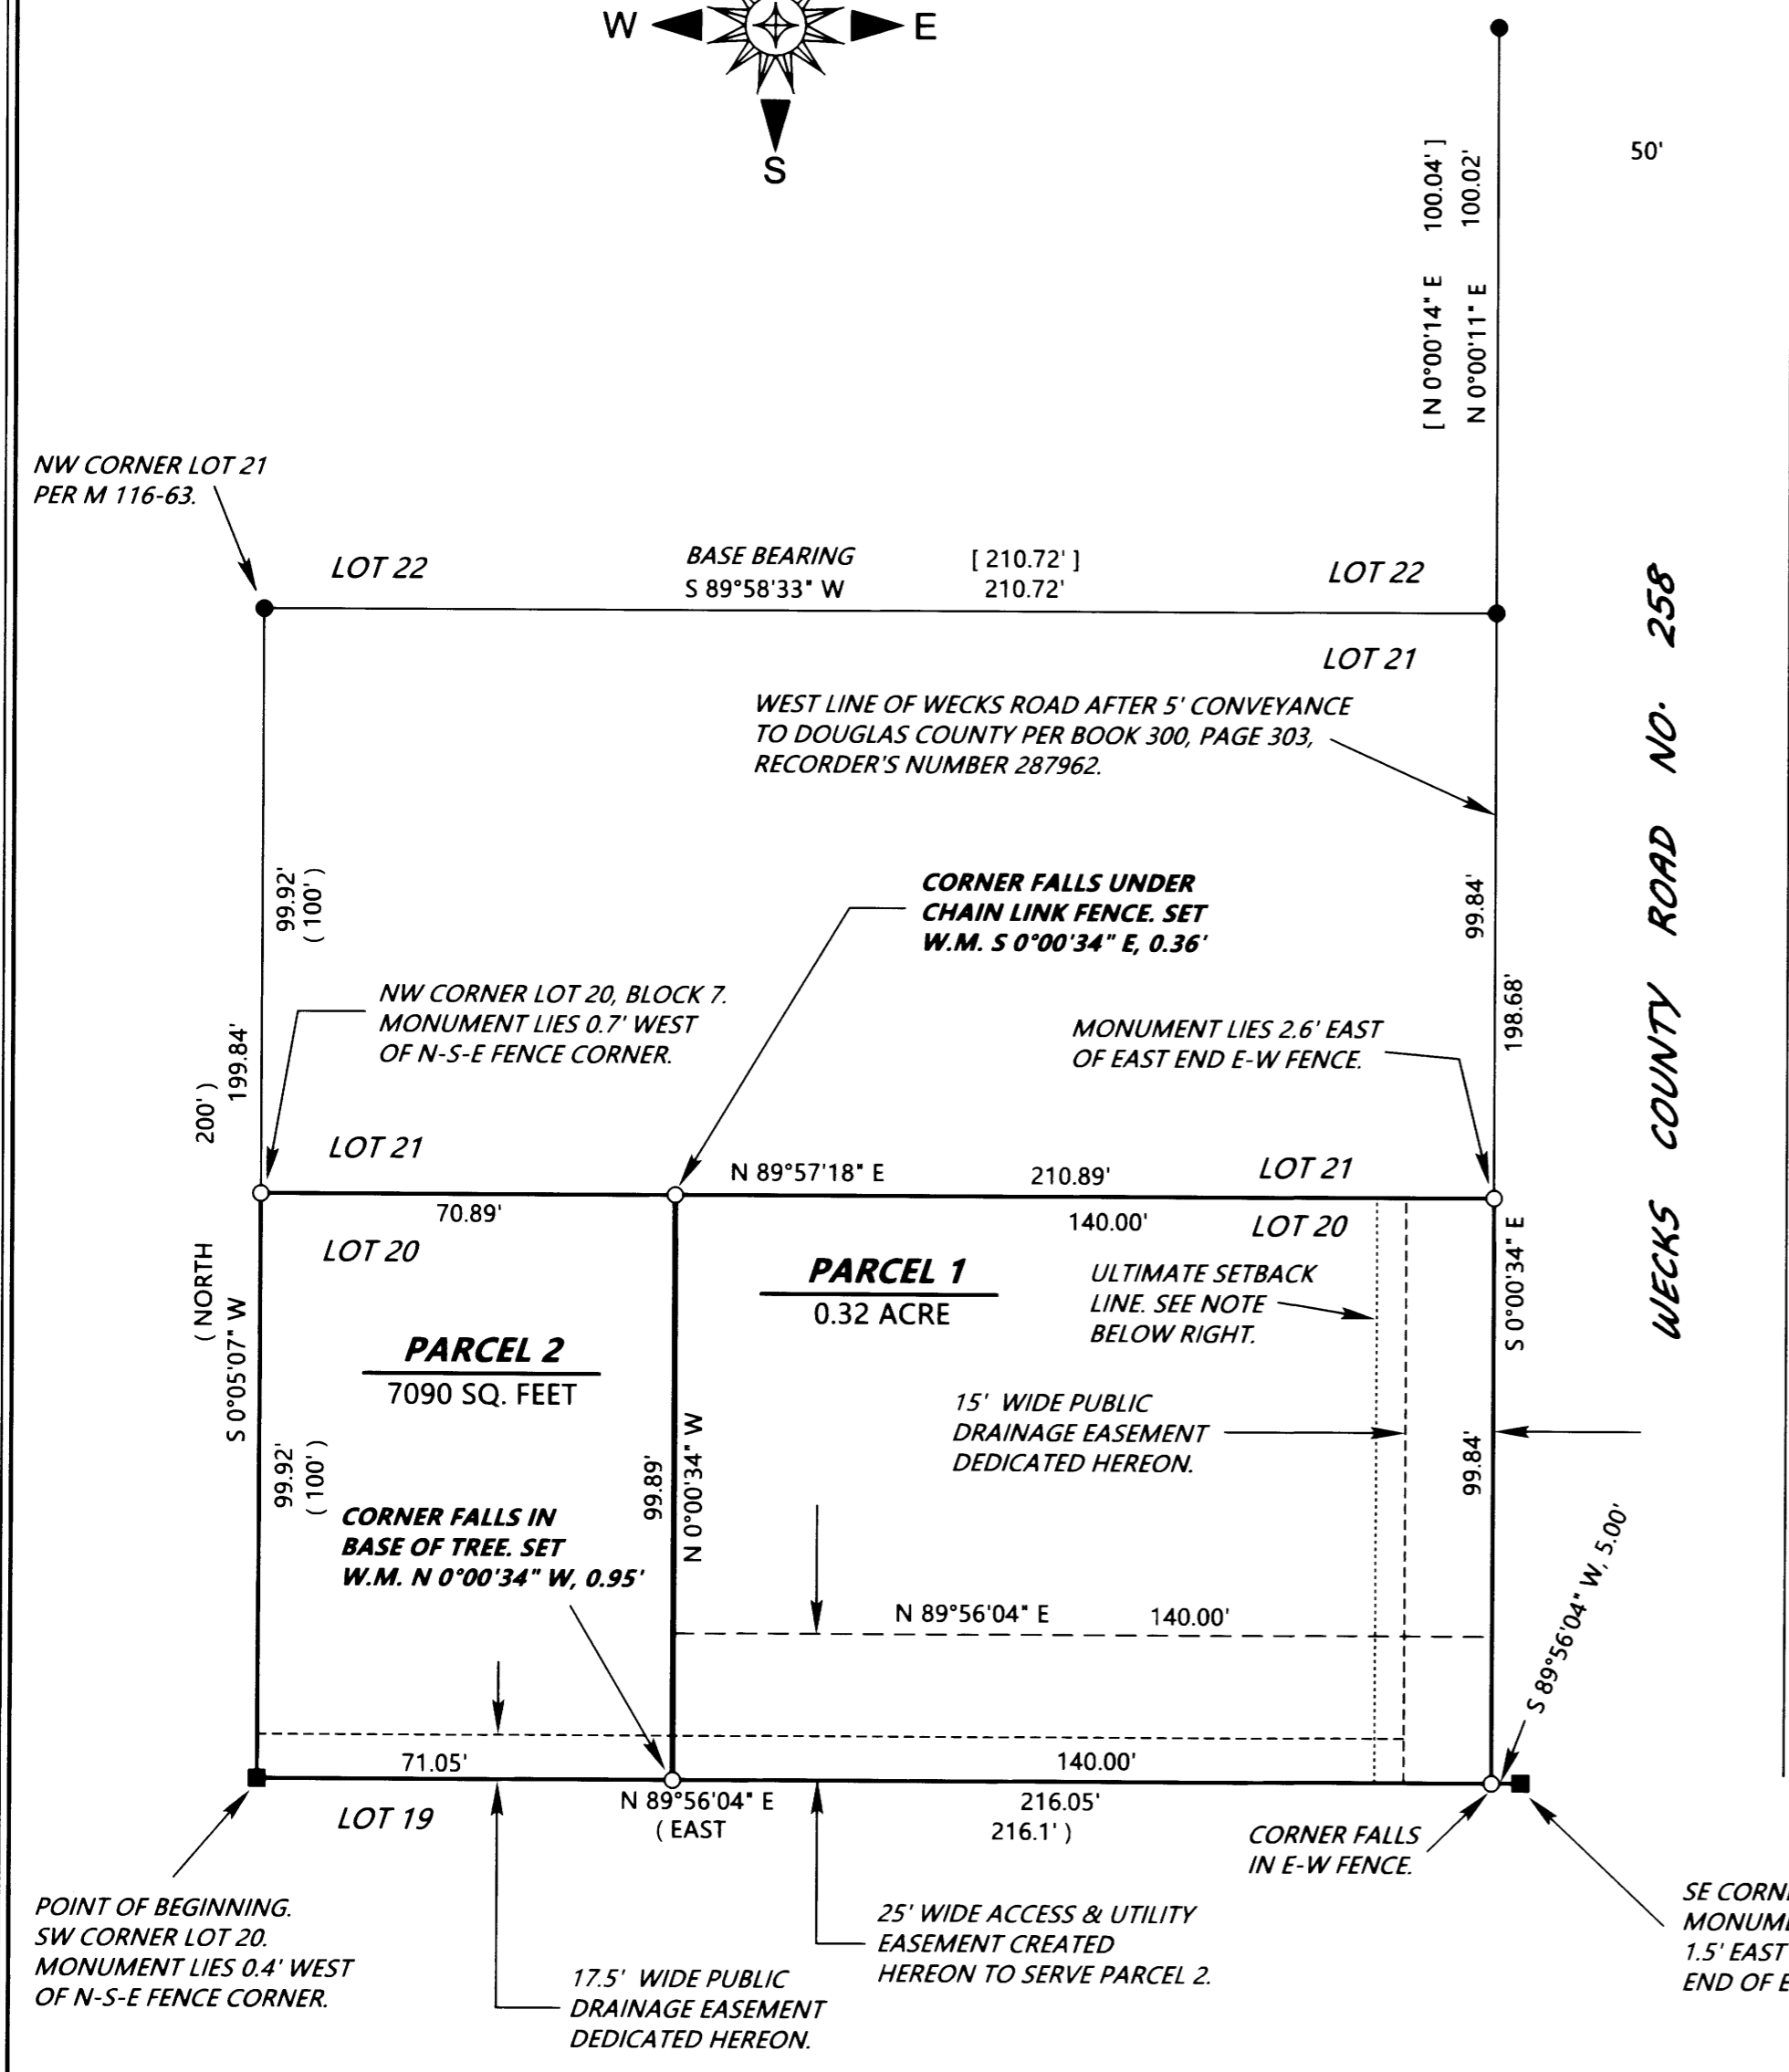 W
E
S
50'
[ N 0°00'14" E 100.04' ]
N 0°00'11" E 100.02'
NW CORNER LOT 21
PER M 116-63.
LOT 22
BASE BEARING
S 89°58'33" W
[ 210.72' ]
210.72'
LOT 22
LOT 21
WEST LINE OF WECKS ROAD AFTER 5' CONVEYANCE
TO DOUGLAS COUNTY PER BOOK 300, PAGE 303,
RECORDER'S NUMBER 287962.
WECKS COUNTY ROAD NO. 258
99.92'
( 100' )
CORNER FALLS UNDER
CHAIN LINK FENCE. SET
W.M. S 0°00'34" E, 0.36'
99.84'
198.68'
NW CORNER LOT 20, BLOCK 7.
MONUMENT LIES 0.7' WEST
OF N-S-E FENCE CORNER.
MONUMENT LIES 2.6' EAST
OF EAST END E-W FENCE.
( NORTH 200' )
S 0°05'07" W 199.84'
LOT 21
N 89°57'18" E 210.89'
LOT 21
70.89'
140.00'
LOT 20
LOT 20
S 0°00'34" E
PARCEL 1
0.32 ACRE
ULTIMATE SETBACK
LINE. SEE NOTE
BELOW RIGHT.
PARCEL 2
7090 SQ. FEET
15' WIDE PUBLIC
DRAINAGE EASEMENT
DEDICATED HEREON.
99.92'
( 100' )
99.89'
N 0°00'34" W
99.84'
CORNER FALLS IN
BASE OF TREE. SET
W.M. N 0°00'34" W, 0.95'
S 89°56'04" W, 5.00'
N 89°56'04" E 140.00'
71.05'
140.00'
LOT 19
N 89°56'04" E 216.05'
( EAST 216.1' )
CORNER FALLS
IN E-W FENCE.
POINT OF BEGINNING.
SW CORNER LOT 20.
MONUMENT LIES 0.4' WEST
OF N-S-E FENCE CORNER.
17.5' WIDE PUBLIC
DRAINAGE EASEMENT
DEDICATED HEREON.
25' WIDE ACCESS & UTILITY
EASEMENT CREATED
HEREON TO SERVE PARCEL 2.
SE CORN
MONUM
1.5' EAST
END OF E